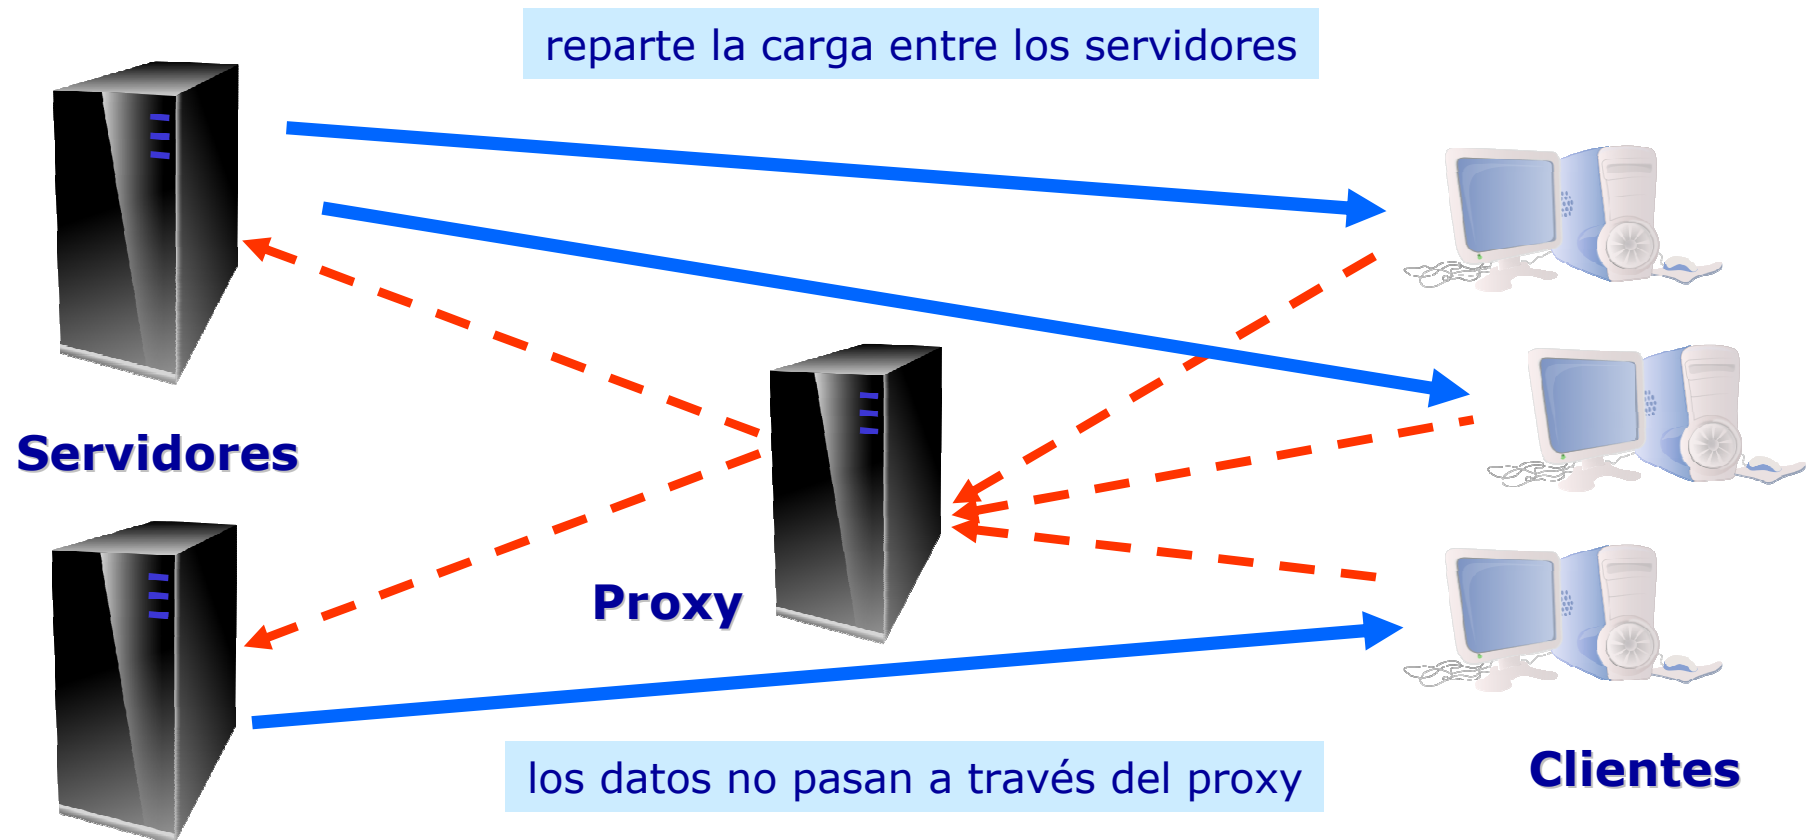 reparte la carga entre los servidores
Servidores
Proxy
los datos no pasan a través del proxy
Clientes